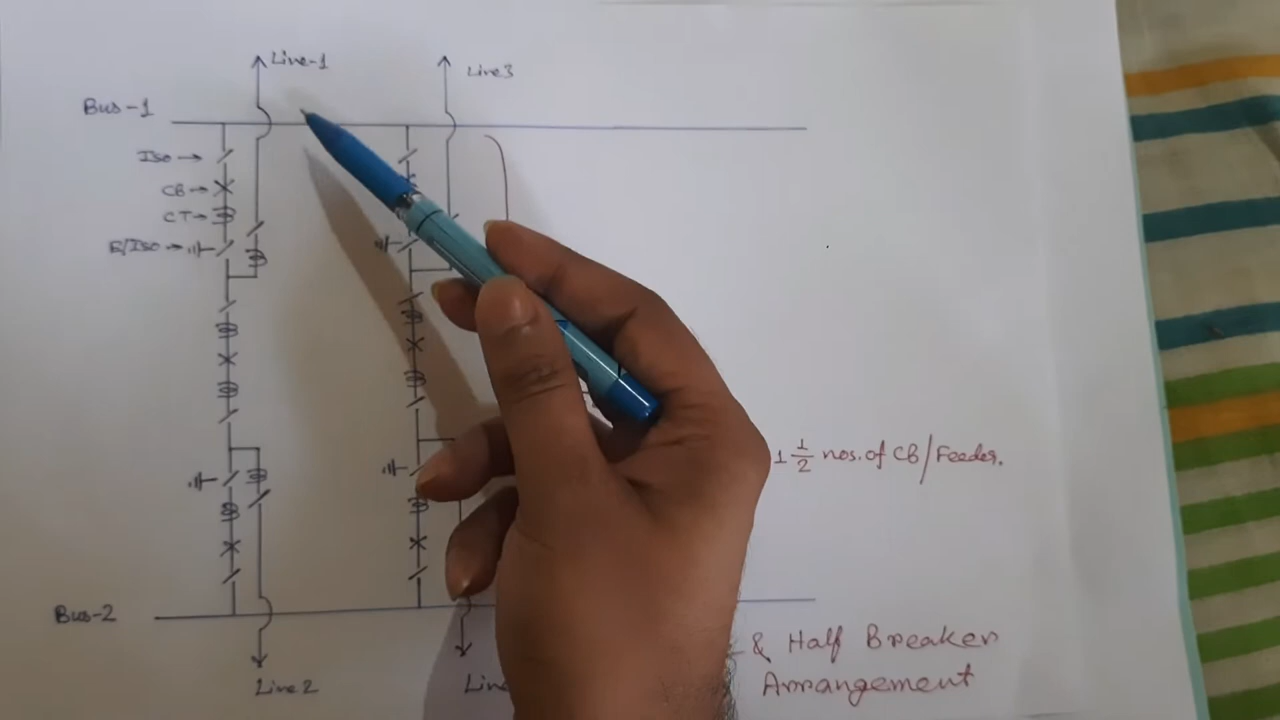 Line-1
Line3
Bus-1
Iso
CB
CT
E/Iso
1 1/2 nos. of CB/Feeder.
Bus-2
& Half Breaker
Arrangement
Line 2
Line